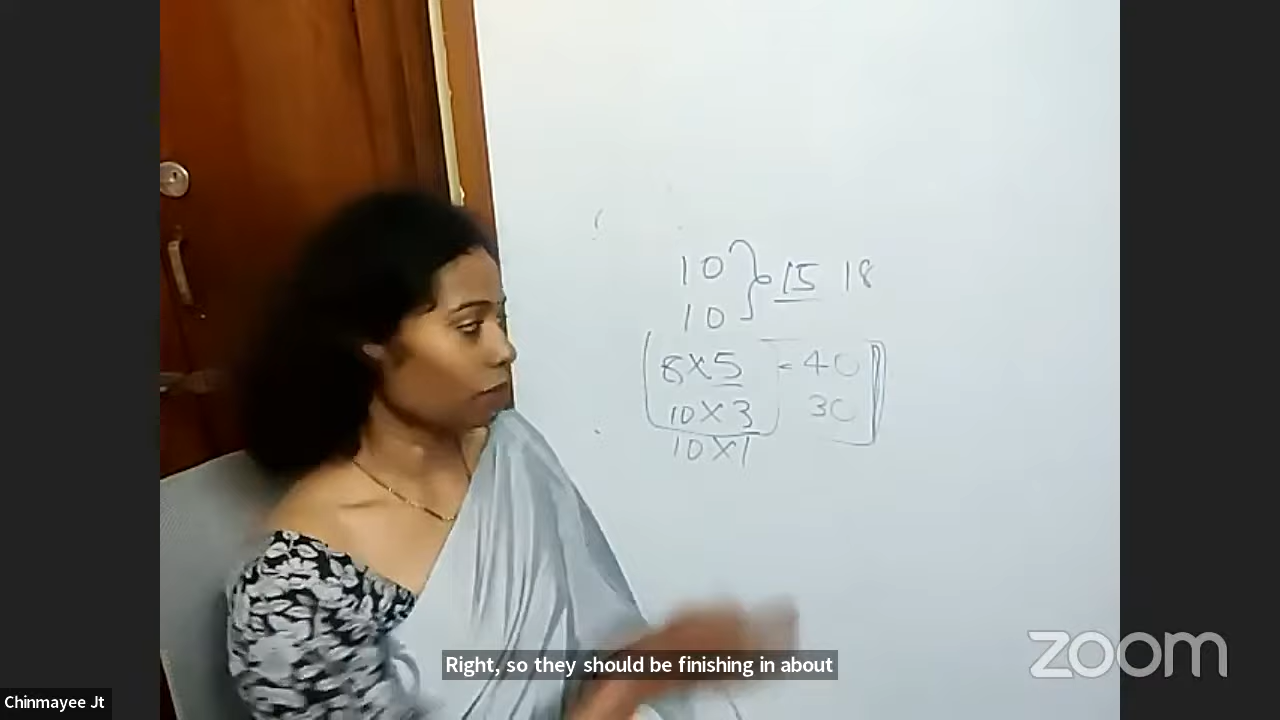 10
10 15 18
8×5 = 40
10×3 30
10×1
Right, so they should be finishing in about
zoom
Chinmayee Jt